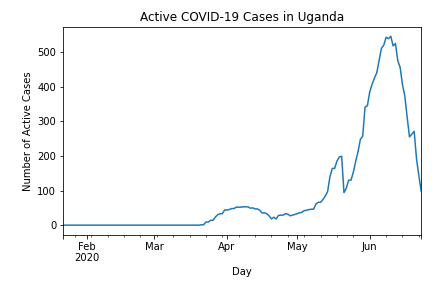 Active COVID-19 Cases in Uganda
Number of Active Cases
500
400
300
200
100
0
Feb
2020
Mar
Apr
May
Jun
Day